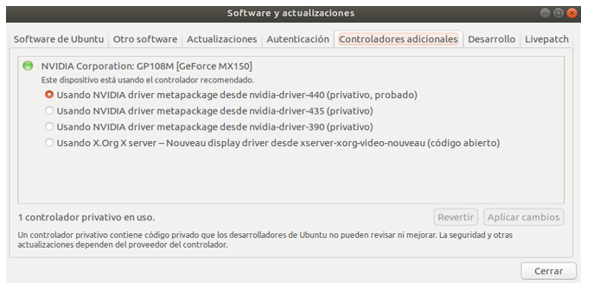 Software y actualizaciones
Software de Ubuntu Otro software Actualizaciones Autenticación Controladores adicionales Desarrollo Livepatch
NVIDIA Corporation: GP108M [GeForce MX150]
Este dispositivo está usando el controlador recomendado.
Usando NVIDIA driver metapackage desde nvidia-driver-440 (privativo, probado)
Usando NVIDIA driver metapackage desde nvidia-driver-435 (privativo)
Usando NVIDIA driver metapackage desde nvidia-driver-390 (privativo)
Usando X.Org X server – Nouveau display driver desde xserver-xorg-video-nouveau (código abierto)
1 controlador privativo en uso.
Revertir Aplicar cambios
Un controlador privativo contiene código privado que los desarrolladores de Ubuntu no pueden revisar ni mejorar. La seguridad y otras
actualizaciones dependen del proveedor del controlador.
Cerrar